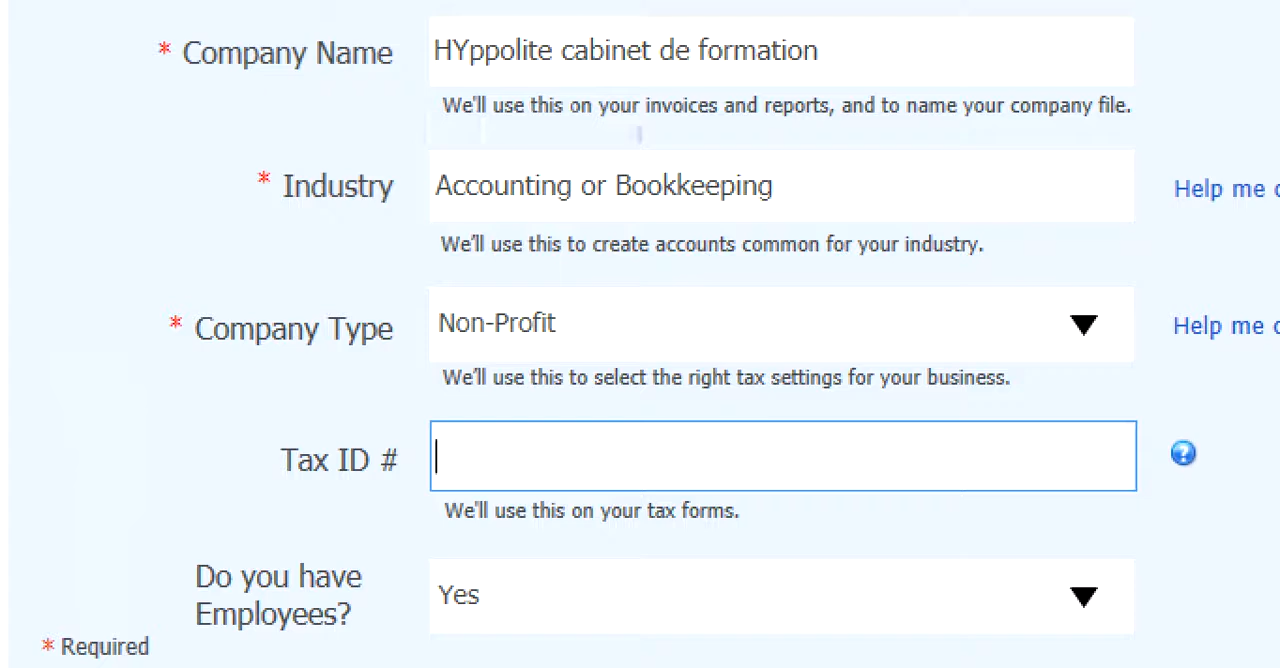 * Company Name HYppolite cabinet de formation
We'll use this on your invoices and reports, and to name your company file.
* Industry Accounting or Bookkeeping Help me
We'll use this to create accounts common for your industry.
* Company Type Non-Profit Help me
We'll use this to select the right tax settings for your business.
Tax ID # ?
We'll use this on your tax forms.
Do you have
Employees? Yes
* Required